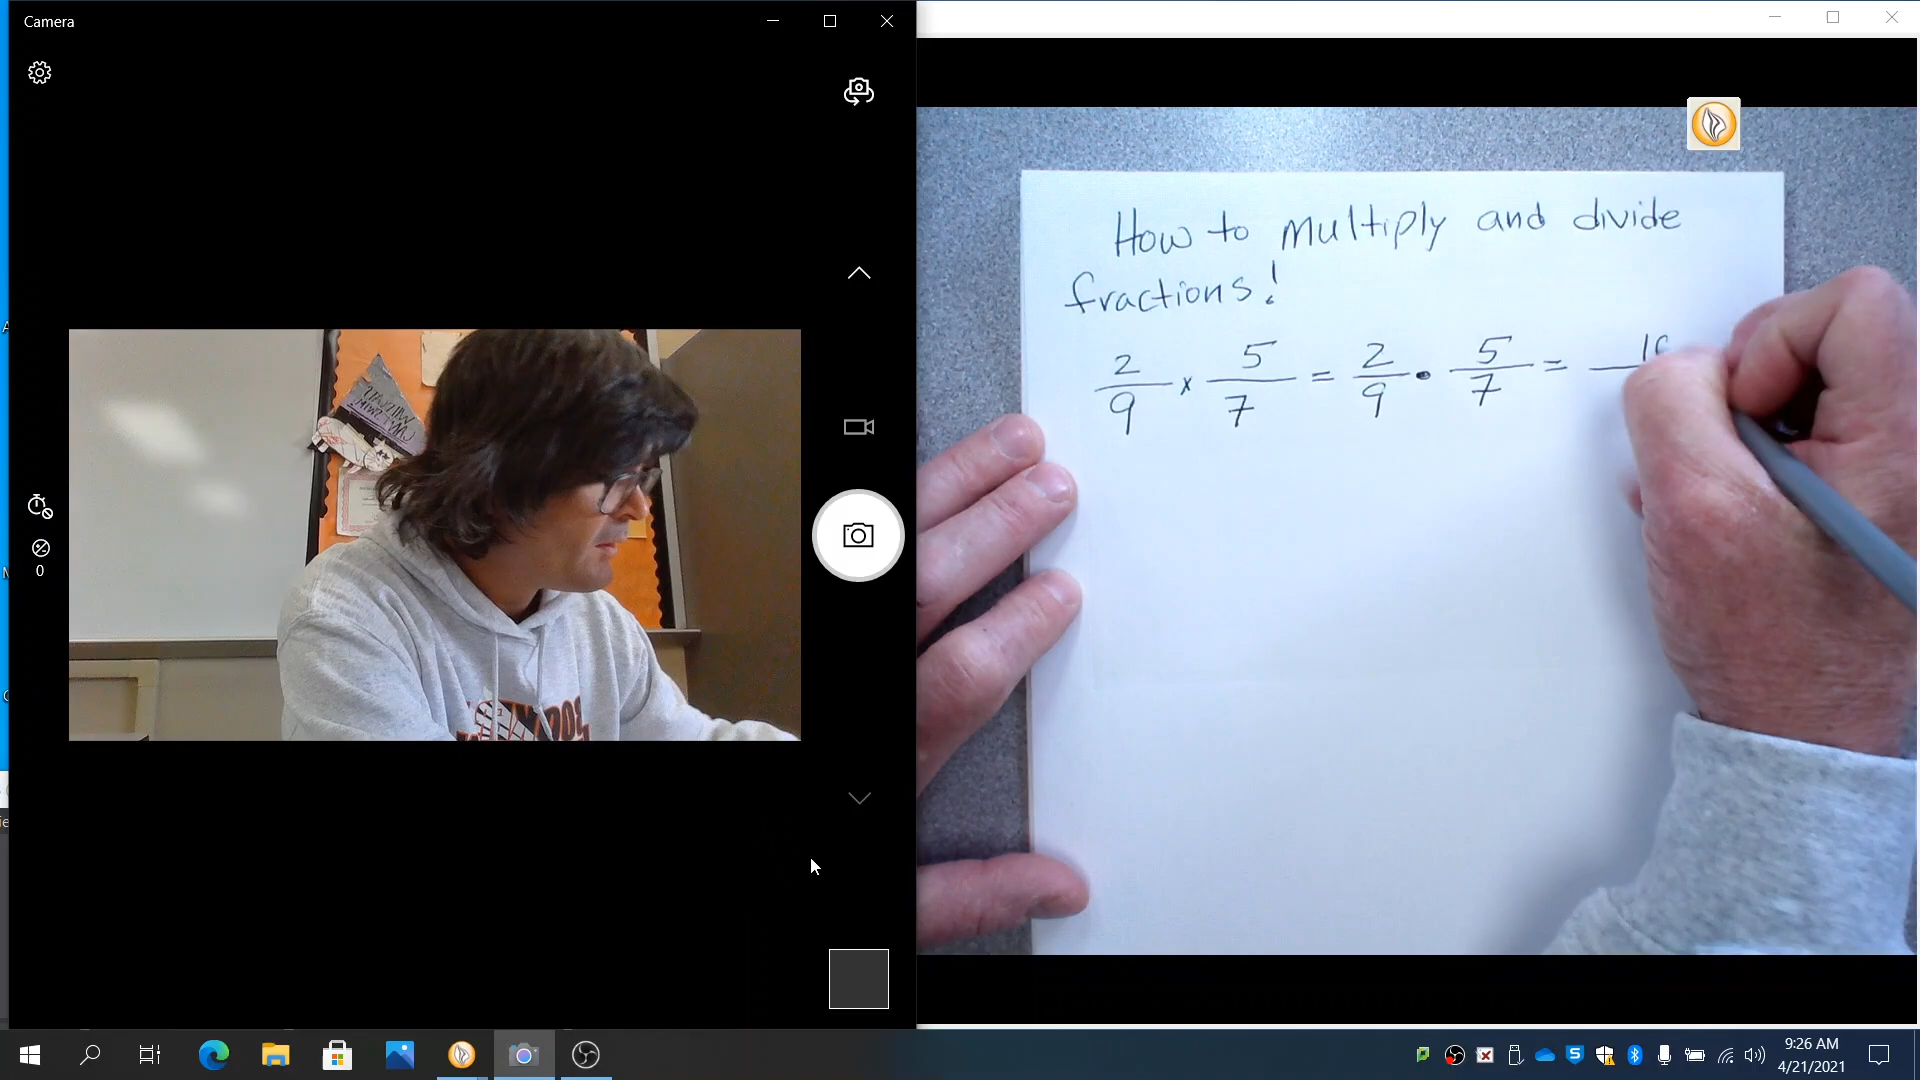 Camera
How to multiply and divide
fractions!
2/9 x 5/7 = 2/9 • 5/7 =
0
9:26 AM
4/21/2021